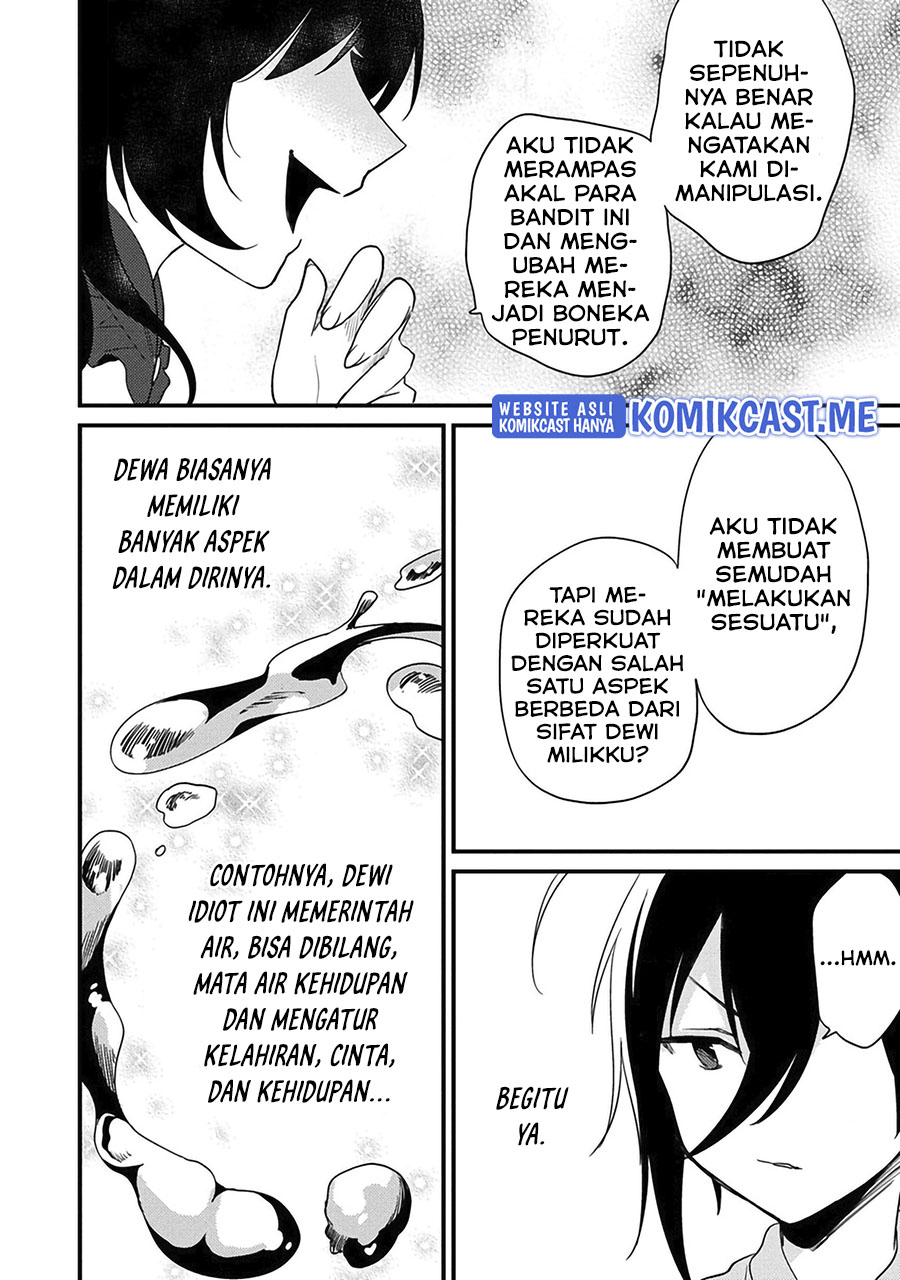 TIDAK
SEPENUH-
NYA BENAR
KALAU ME-
NGATAKAN
KAMI DI-
MANIPULASI.
AKU TIDAK
MERAMPAS
AKAL PARA
BANDIT INI
DAN MENG-
UBAH ME-
REKA MEN-
JADI BONEKA
PENURUT.
WEBSITE ASLI
KOMIKCAST HANYA
KOMIKCAST.ME
AKU TIDAK
MEMBUAT
SEMUDAH
"MELAKUKAN
SESUATU",
TAPI ME-
REKA SUDAH
DIPERKUAT
DENGAN SALAH
SATU ASPEK
BERBEDA DARI
SIFAT DEWI
MILIKKU?
...HMM.
BEGITU
YA.
DEWA BIASANYA
MEMILIKI
BANYAK ASPEK
DALAM DIRINYA.
CONTOHNYA, DEWI
IDIOT INI MEMERINTAH
AIR, BISA DIBILANG,
MATA AIR KEHIDUPAN
DAN MENGATUR
KELAHIRAN, CINTA,
DAN KEHIDUPAN...